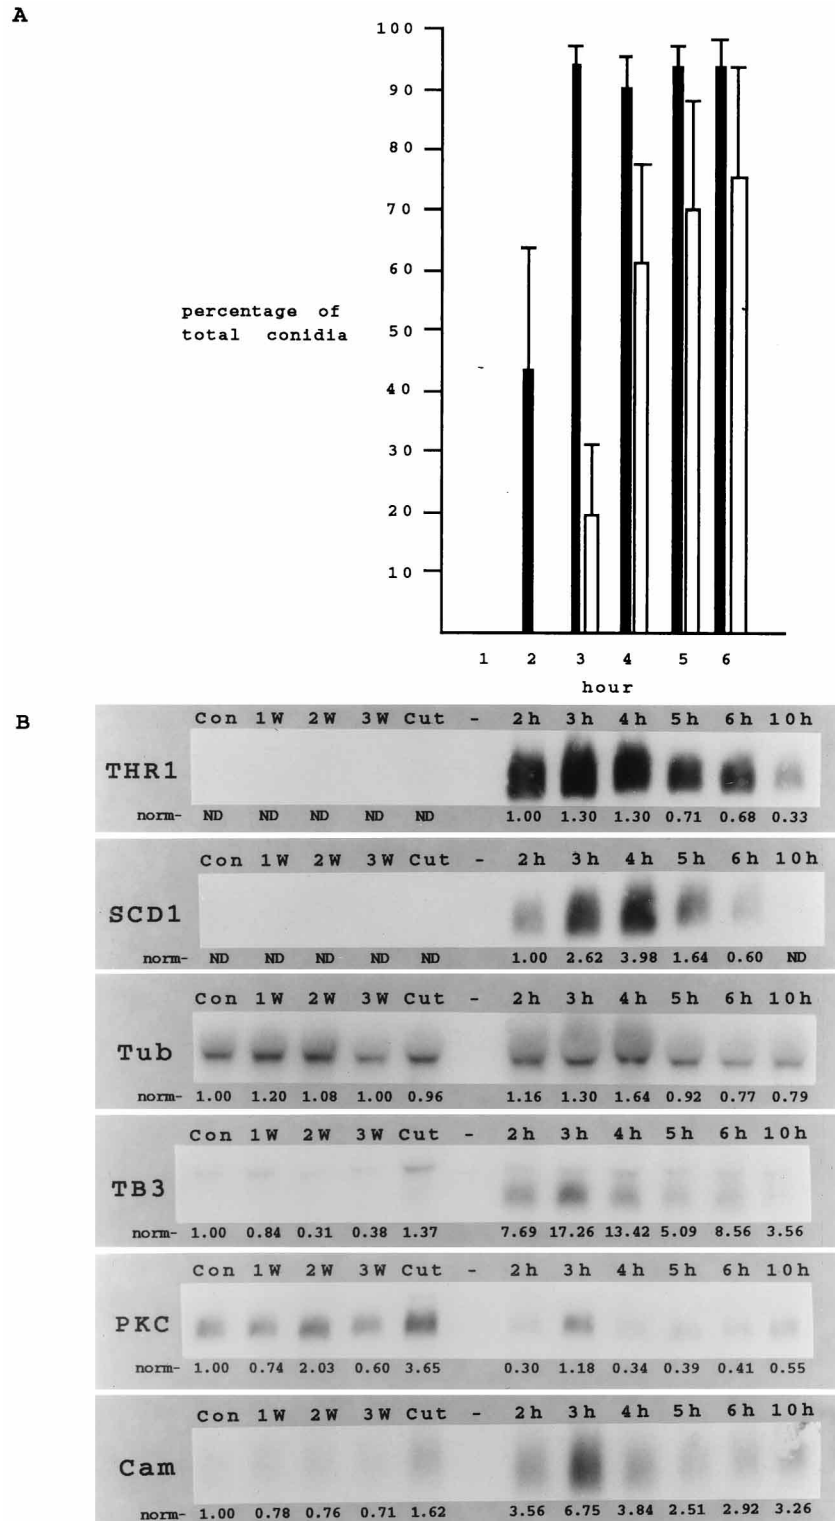 A
100
90
80
70
60
percentage of
total conidia
50
40
30
20
10
1 2 3 4 5 6
hour
B
Con 1W 2W 3W Cut - 2h 3h 4h 5h 6h 10h
THR1
norm- ND ND ND ND ND 1.00 1.30 1.30 0.71 0.68 0.33
Con 1W 2W 3W Cut - 2h 3h 4h 5h 6h 10h
SCD1
norm- ND ND ND ND ND 1.00 2.62 3.98 1.64 0.60 ND
Con 1W 2W 3W Cut - 2h 3h 4h 5h 6h 10h
Tub
norm- 1.00 1.20 1.08 1.00 0.96 1.16 1.30 1.64 0.92 0.77 0.79
Con 1W 2W 3W Cut - 2h 3h 4h 5h 6h 10h
TB3
norm- 1.00 0.84 0.31 0.38 1.37 7.69 17.26 13.42 5.09 8.56 3.56
Con 1W 2W 3W Cut - 2h 3h 4h 5h 6h 10h
PKC
norm- 1.00 0.74 2.03 0.60 3.65 0.30 1.18 0.34 0.39 0.41 0.55
Con 1W 2W 3W Cut - 2h 3h 4h 5h 6h 10h
Cam
norm- 1.00 0.78 0.76 0.71 1.62 3.56 6.75 3.84 2.51 2.92 3.26